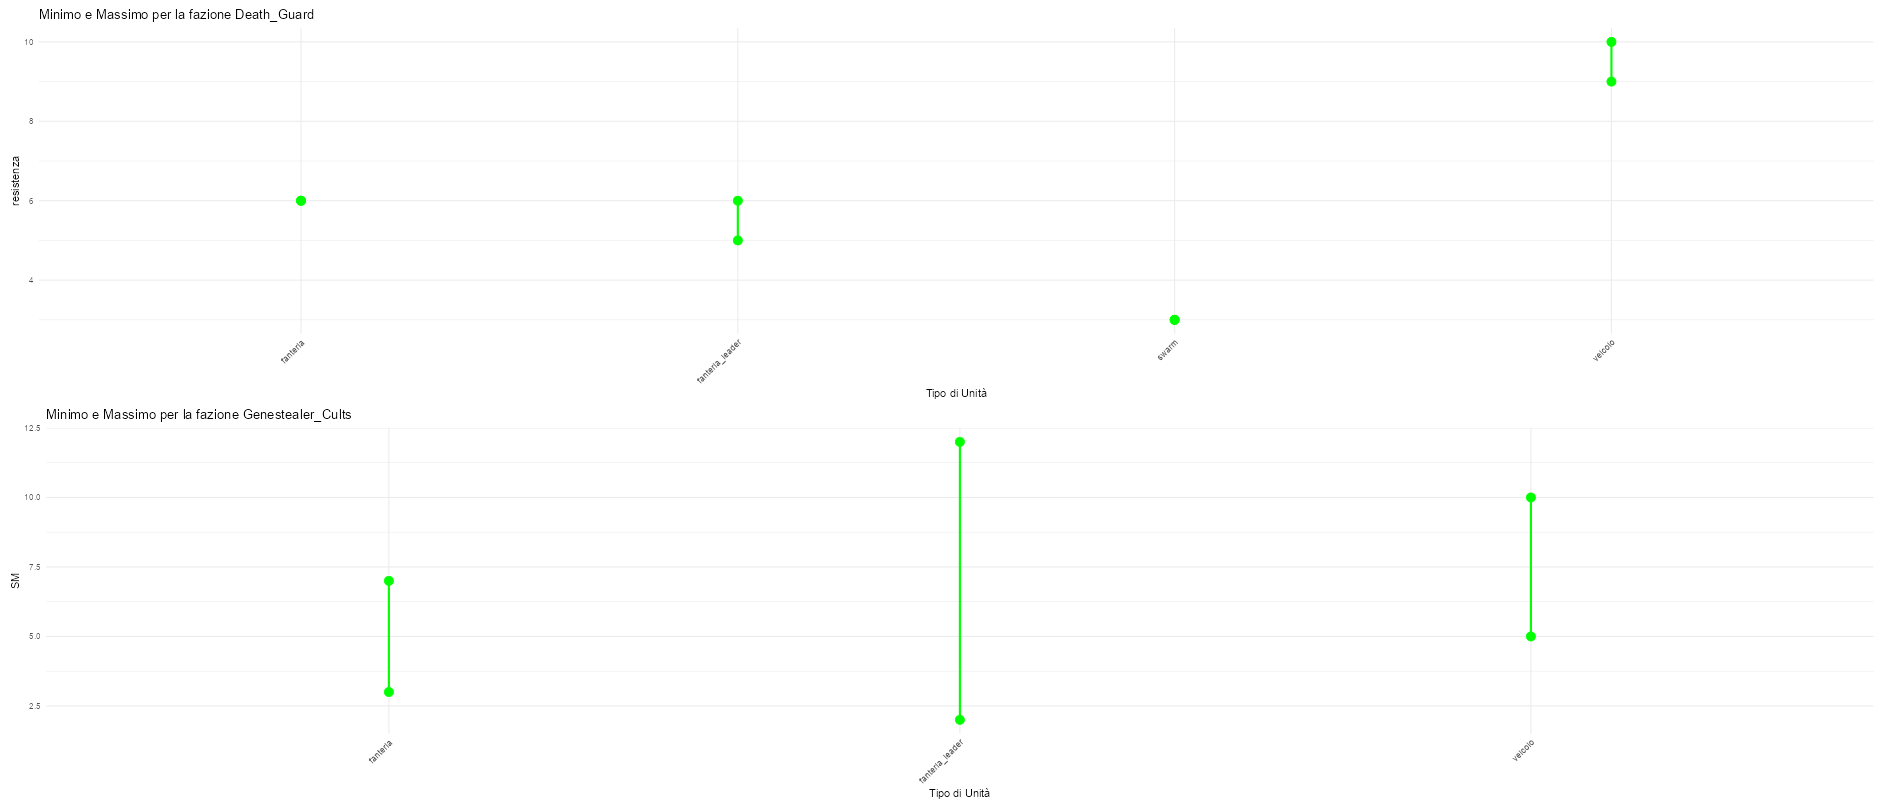 Minimo e Massimo per la fazione Death_Guard
10
8
6
4
resistenza
fanteria
fanteria_leader
swarm
veicolo
Tipo di Unità
Minimo e Massimo per la fazione Genestealer_Cults
12.5
10.0
7.5
5.0
2.5
SM
fanteria
fanteria_leader
veicolo
Tipo di Unità